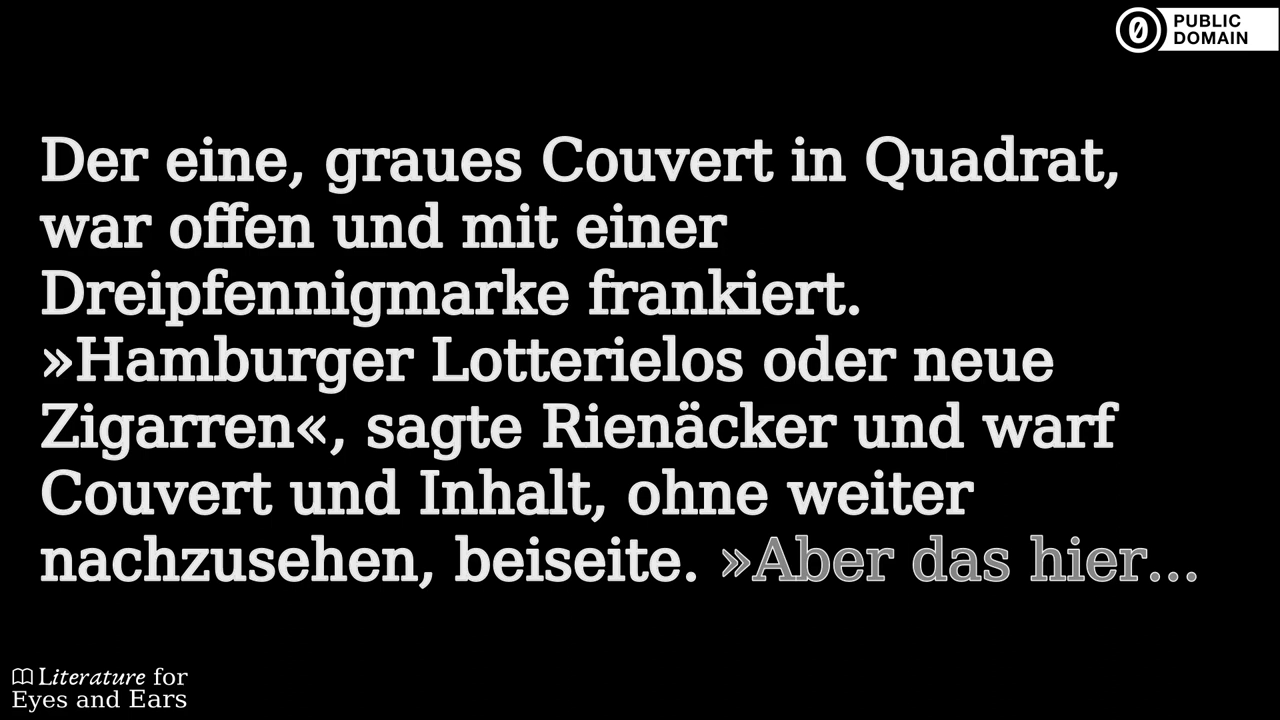 PUBLIC
DOMAIN
Der eine, graues Couvert in Quadrat,
war offen und mit einer
Dreipfennigmarke frankiert.
»Hamburger Lotterielos oder neue
Zigarren«, sagte Rienäcker und warf
Couvert und Inhalt, ohne weiter
nachzusehen, beiseite. »Aber das hier...
Literature for
Eyes and Ears